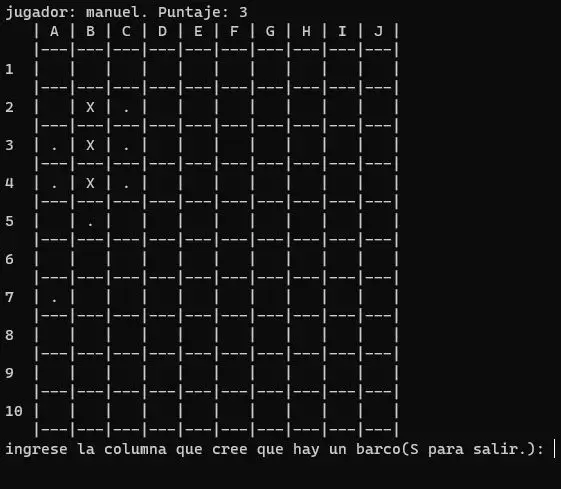 jugador: manuel. Puntaje: 3
   | A | B | C | D | E | F | G | H | I | J |
   |---|---|---|---|---|---|---|---|---|---|
1  |   |   |   |   |   |   |   |   |   |   |
   |---|---|---|---|---|---|---|---|---|---|
2  |   | X | . |   |   |   |   |   |   |   |
   |---|---|---|---|---|---|---|---|---|---|
3  | . | X | . |   |   |   |   |   |   |   |
   |---|---|---|---|---|---|---|---|---|---|
4  | . | X | . |   |   |   |   |   |   |   |
   |---|---|---|---|---|---|---|---|---|---|
5  |   | . |   |   |   |   |   |   |   |   |
   |---|---|---|---|---|---|---|---|---|---|
6  |   |   |   |   |   |   |   |   |   |   |
   |---|---|---|---|---|---|---|---|---|---|
7  | . |   |   |   |   |   |   |   |   |   |
   |---|---|---|---|---|---|---|---|---|---|
8  |   |   |   |   |   |   |   |   |   |   |
   |---|---|---|---|---|---|---|---|---|---|
9  |   |   |   |   |   |   |   |   |   |   |
   |---|---|---|---|---|---|---|---|---|---|
10 |   |   |   |   |   |   |   |   |   |   |
   |---|---|---|---|---|---|---|---|---|---|
ingrese la columna que cree que hay un barco(S para salir.):